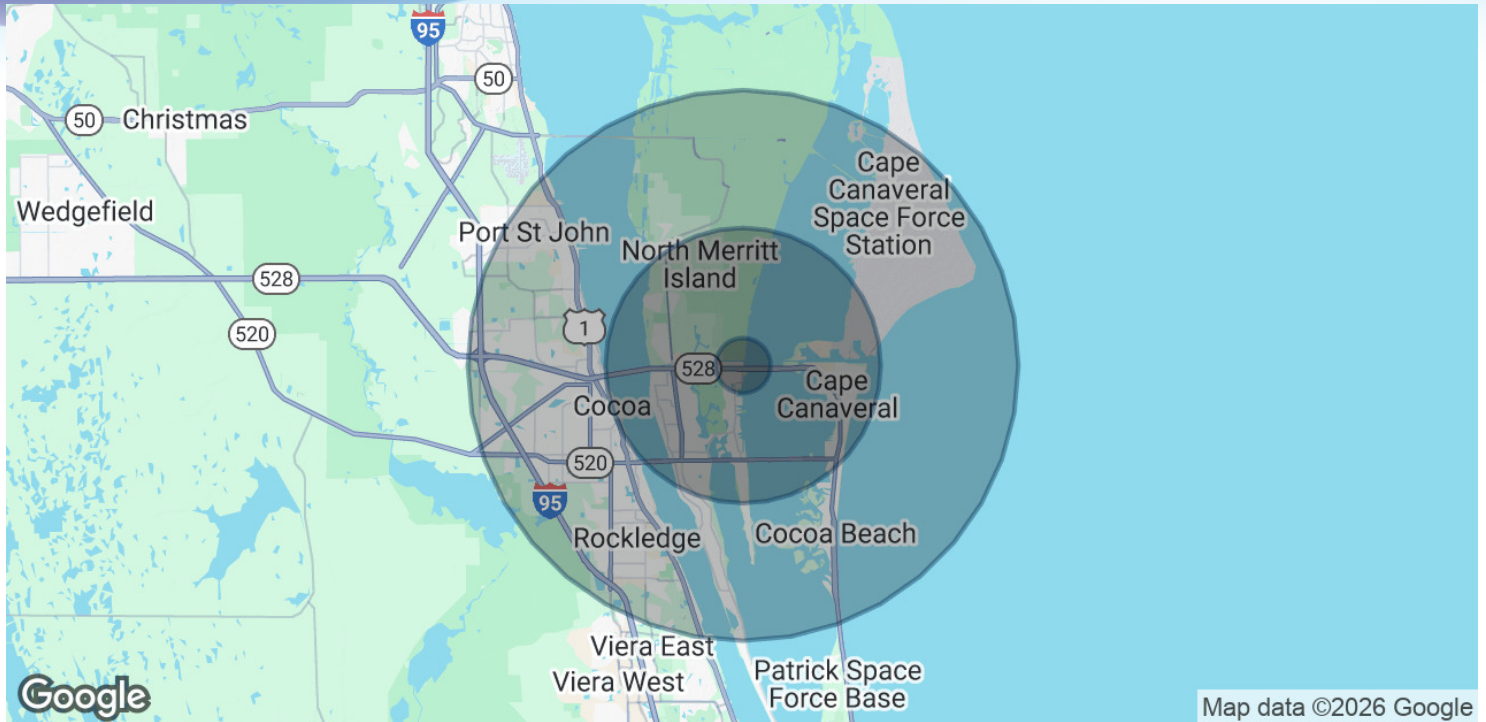 95
50
50
Christmas
Cape
Canaveral
Space Force
Station
Wedgefield
Port St John
North Merritt
Island
528
520
1
528
Cape
Canaveral
Cocoa
520
95
Rockledge
Cocoa Beach
Viera East
Viera West
Patrick Space
Force Base
Google
Map data ©2026 Google